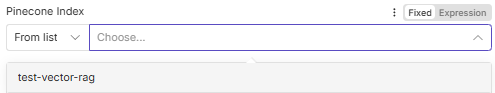 Pinecone Index
Fixed Expression
From list Choose...
test-vector-rag